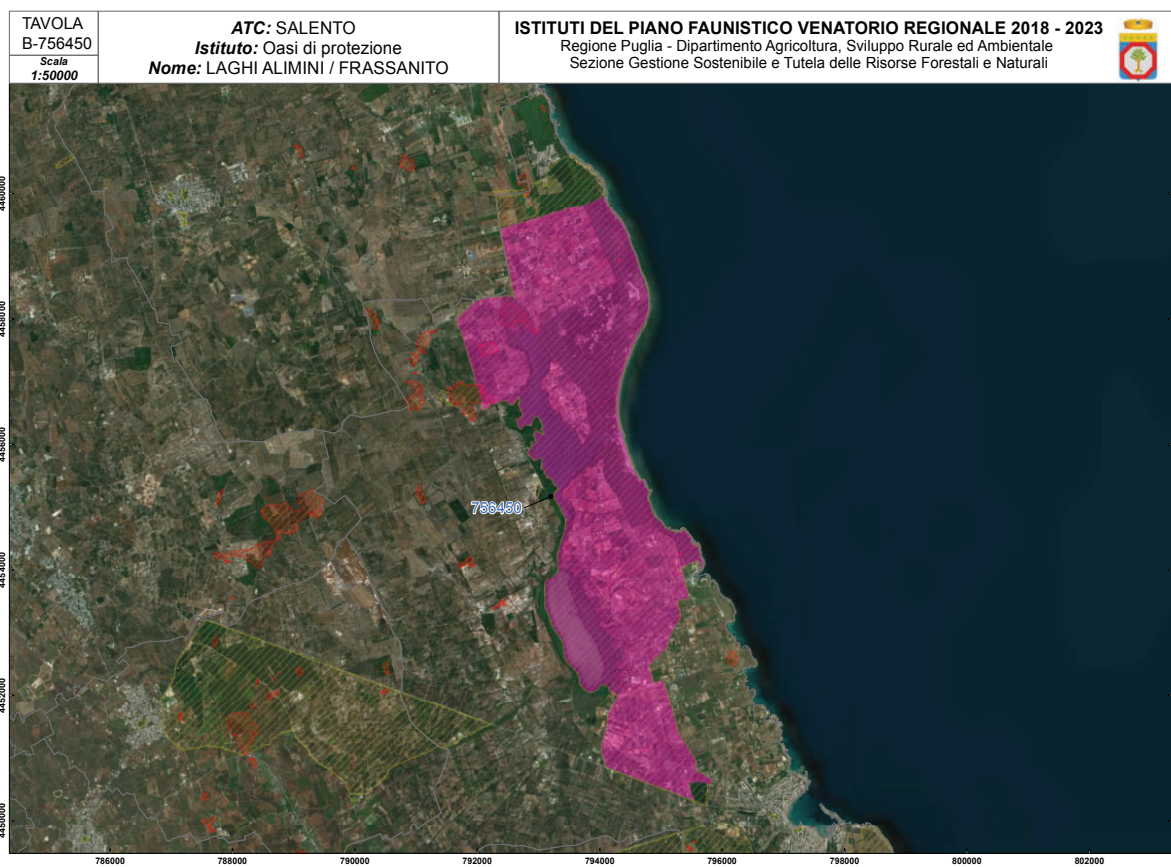 TAVOLA
B-756450
Scala
1:50000
ATC: SALENTO
Istituto: Oasi di protezione
Nome: LAGHI ALIMINI / FRASSANITO
ISTITUTI DEL PIANO FAUNISTICO VENATORIO REGIONALE 2018 - 2023
Regione Puglia - Dipartimento Agricoltura, Sviluppo Rurale ed Ambientale
Sezione Gestione Sostenibile e Tutela delle Risorse Forestali e Naturali
4460000
4458000
4456000
756450
4454000
4452000
4450000
786000 788000 790000 792000 794000 796000 798000 800000 802000